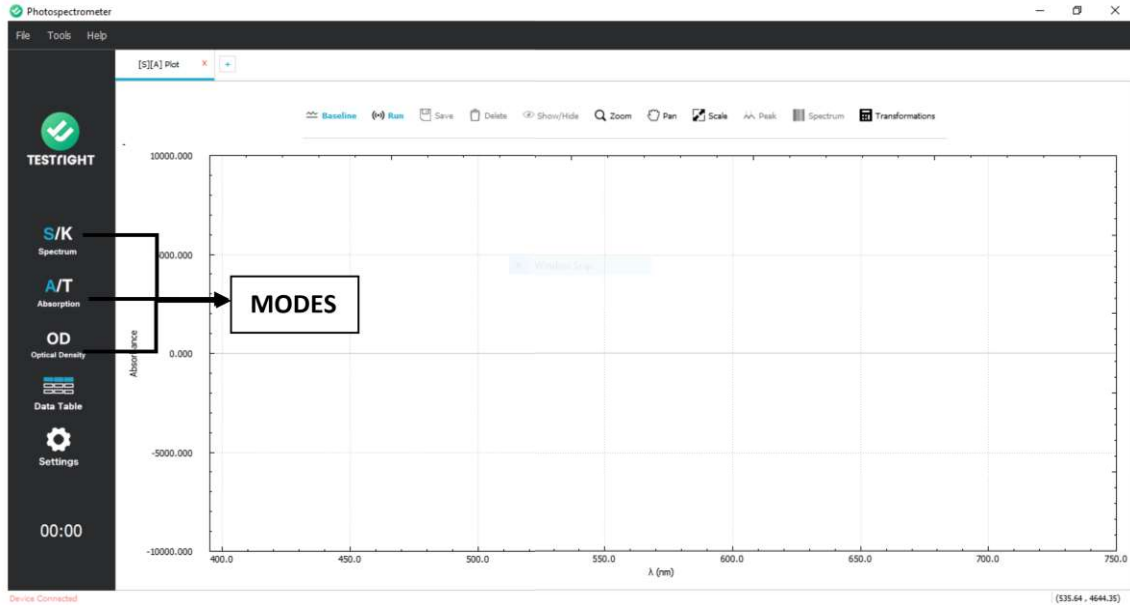 Photospectrometer
File Tools Help
[S][A] Plot x +
Baseline Run Save Delete Show/Hide Zoom Pan Scale Peak Spectrum Transformations
TESTrIGHT
S/K
Spectrum
A/T
Absorption
OD
Optical Density
Data Table
Settings
00:00
MODES
Absorbance
10000.000
000.000
0.000
-5000.000
-10000.000
400.0 450.0 500.0 550.0 600.0 650.0 700.0 750.0
λ (nm)
Device Connected
(535.64 , 4644.35)